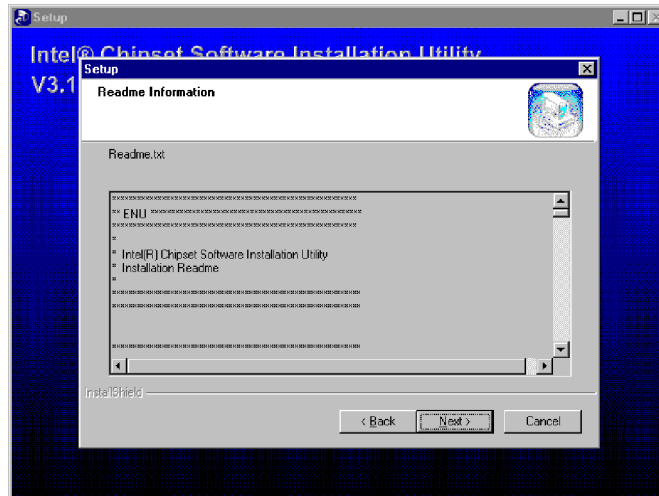 Setup
Intel® Chipset Software Installation Utility
V3.1
Setup
Readme Information
Readme.txt
**************************************************************
** ENU ******************************************************
**************************************************************
*
* Intel(R) Chipset Software Installation Utility
* Installation Readme
*
**************************************************************
**************************************************************
**************************************************************
InstallShield
< Back
Next >
Cancel